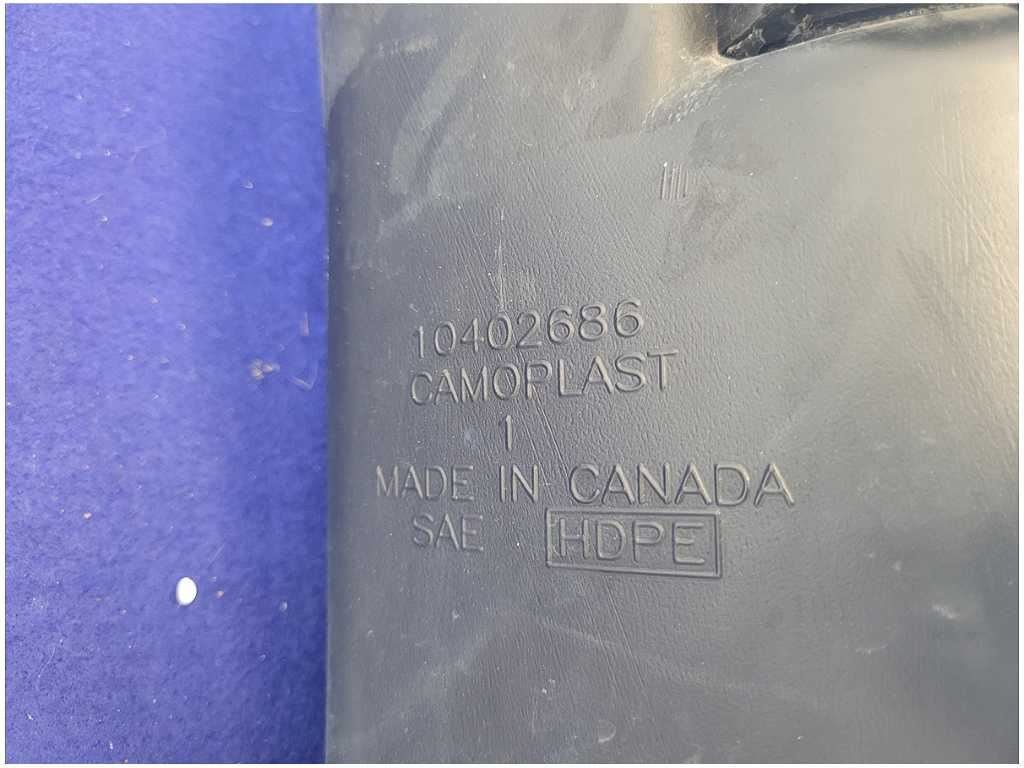 10402686
CAMOPLAST
1
MADE IN CANADA
SAE HDPE